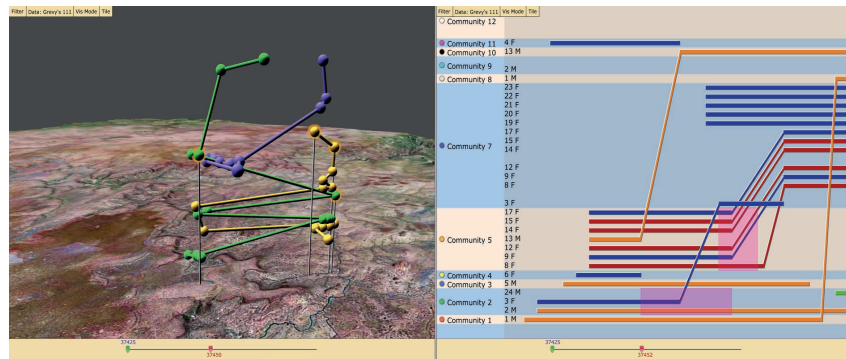 Filter Data: Grevy's 111 Vis Mode Tile
37425
37450
Filter Data: Grevy's 111 Vis Mode Tile
Community 12
Community 11 4 F
Community 10 13 M
Community 9
2 M
Community 8 1 M
23 F
22 F
21 F
20 F
19 F
17 F
15 F
Community 7
14 F
12 F
9 F
8 F
3 F
17 F
15 F
14 F
Community 5 13 M
12 F
9 F
8 F
Community 4 6 F
Community 3 5 M
24 M
Community 2 3 F
2 M
Community 1 1 M
37425
37452